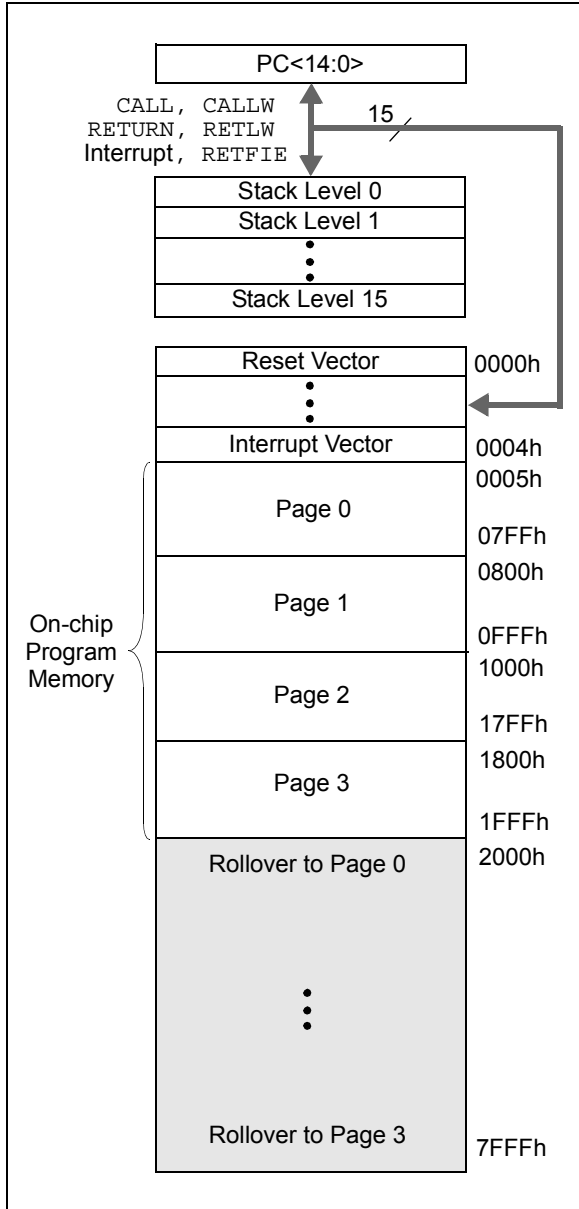 PC<14:0>
CALL, CALLW
RETURN, RETLW
Interrupt, RETFIE
15
Stack Level 0
Stack Level 1
Stack Level 15
Reset Vector
0000h
Interrupt Vector
0004h
0005h
Page 0
07FFh
0800h
Page 1
0FFFh
On-chip
Program
Memory
1000h
Page 2
17FFh
1800h
Page 3
1FFFh
Rollover to Page 0
2000h
Rollover to Page 3
7FFFh